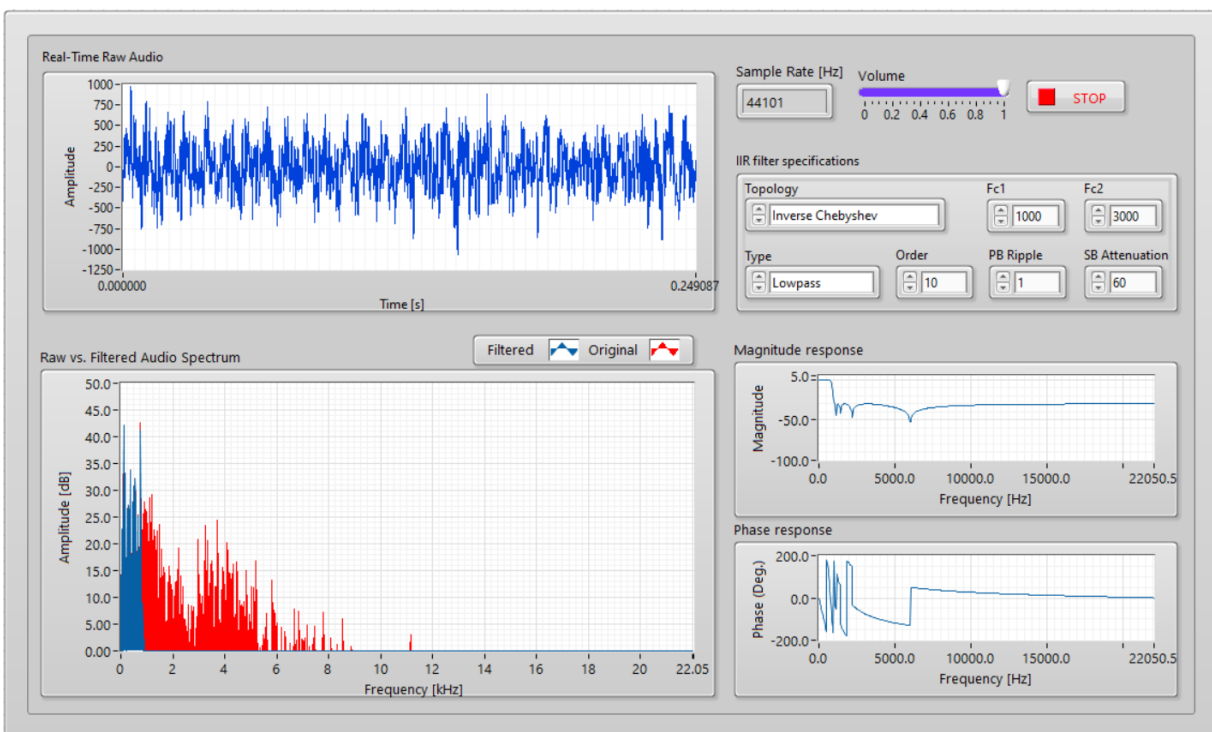 Real-Time Raw Audio
1000
750
500
250
0
-250
-500
-750
-1000
-1250
Amplitude
0.000000
0.249087
Time [s]
Sample Rate [Hz]
44101
Volume
0 0.2 0.4 0.6 0.8 1
STOP
IIR filter specifications
Topology
Inverse Chebyshev
Fc1
1000
Fc2
3000
Type
Lowpass
Order
10
PB Ripple
1
SB Attenuation
60
Raw vs. Filtered Audio Spectrum
Filtered Original
50.0
45.0
40.0
35.0
30.0
25.0
20.0
15.0
10.0
5.00
0.00
Amplitude [dB]
0 2 4 6 8 10 12 14 16 18 20 22.05
Frequency [kHz]
Magnitude response
5.0
-50.0
-100.0
Magnitude
0.0 5000.0 10000.0 15000.0 22050.5
Frequency [Hz]
Phase response
200.0
0.0
-200.0
Phase (Deg.)
0.0 5000.0 10000.0 15000.0 22050.5
Frequency [Hz]